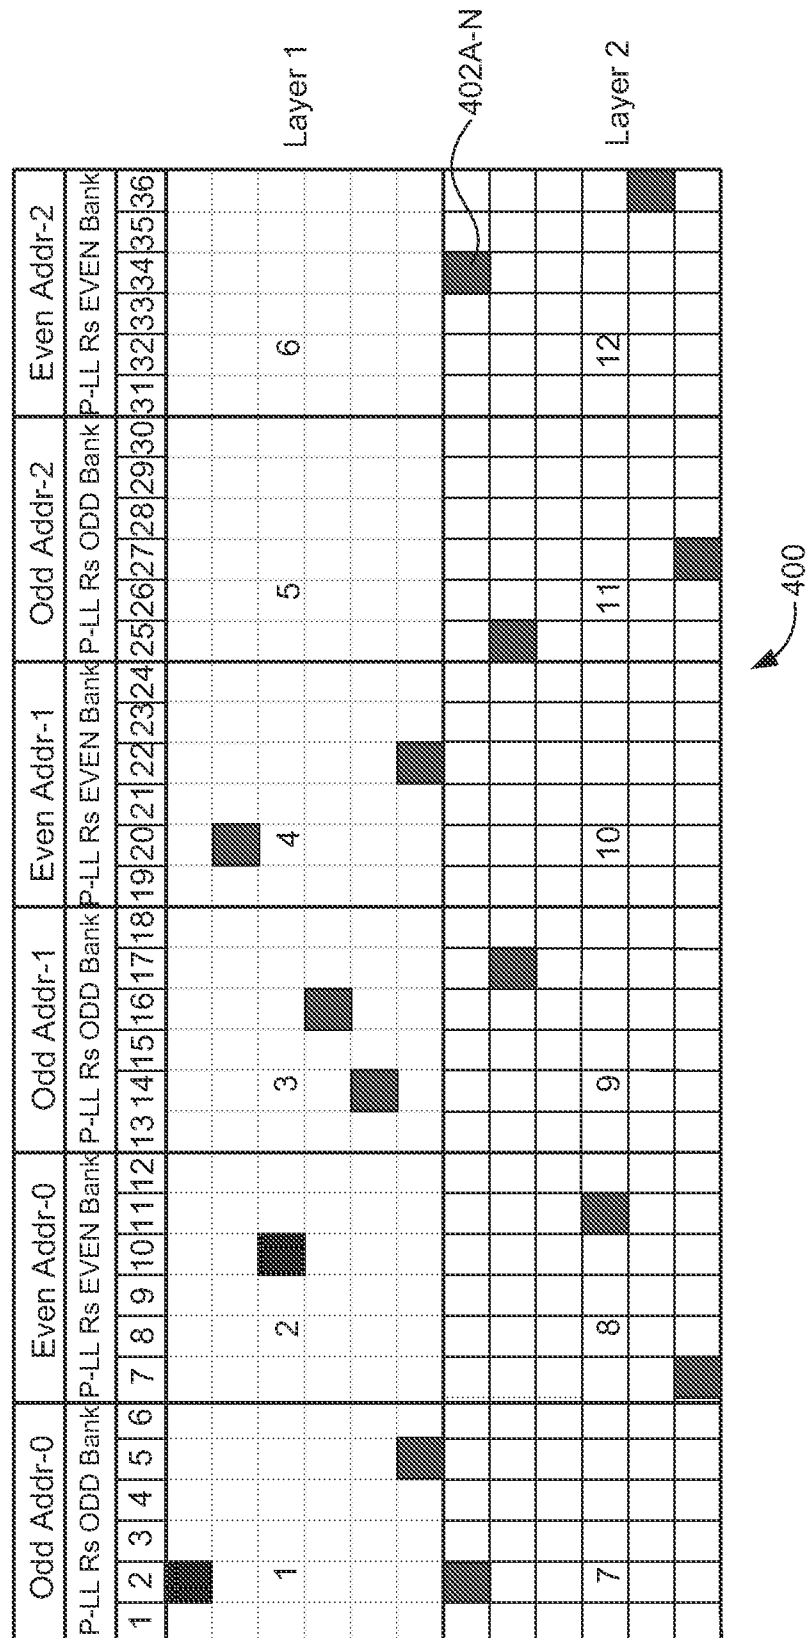 Odd Addr-0 Even Addr-0 Odd Addr-1 Even Addr-1 Odd Addr-2 Even Addr-2
P-LL Rs ODD Bank P-LL Rs EVEN Bank P-LL Rs ODD Bank P-LL Rs EVEN Bank P-LL Rs ODD Bank P-LL Rs EVEN Bank
1 2 3 4 5 6 7 8 9 10 11 12 13 14 15 16 17 18 19 20 21 22 23 24 25 26 27 28 29 30 31 32 33 34 35 36
1 2 3 4 5 6 Layer 1
402A-N
7 8 9 10 11 12 Layer 2
400